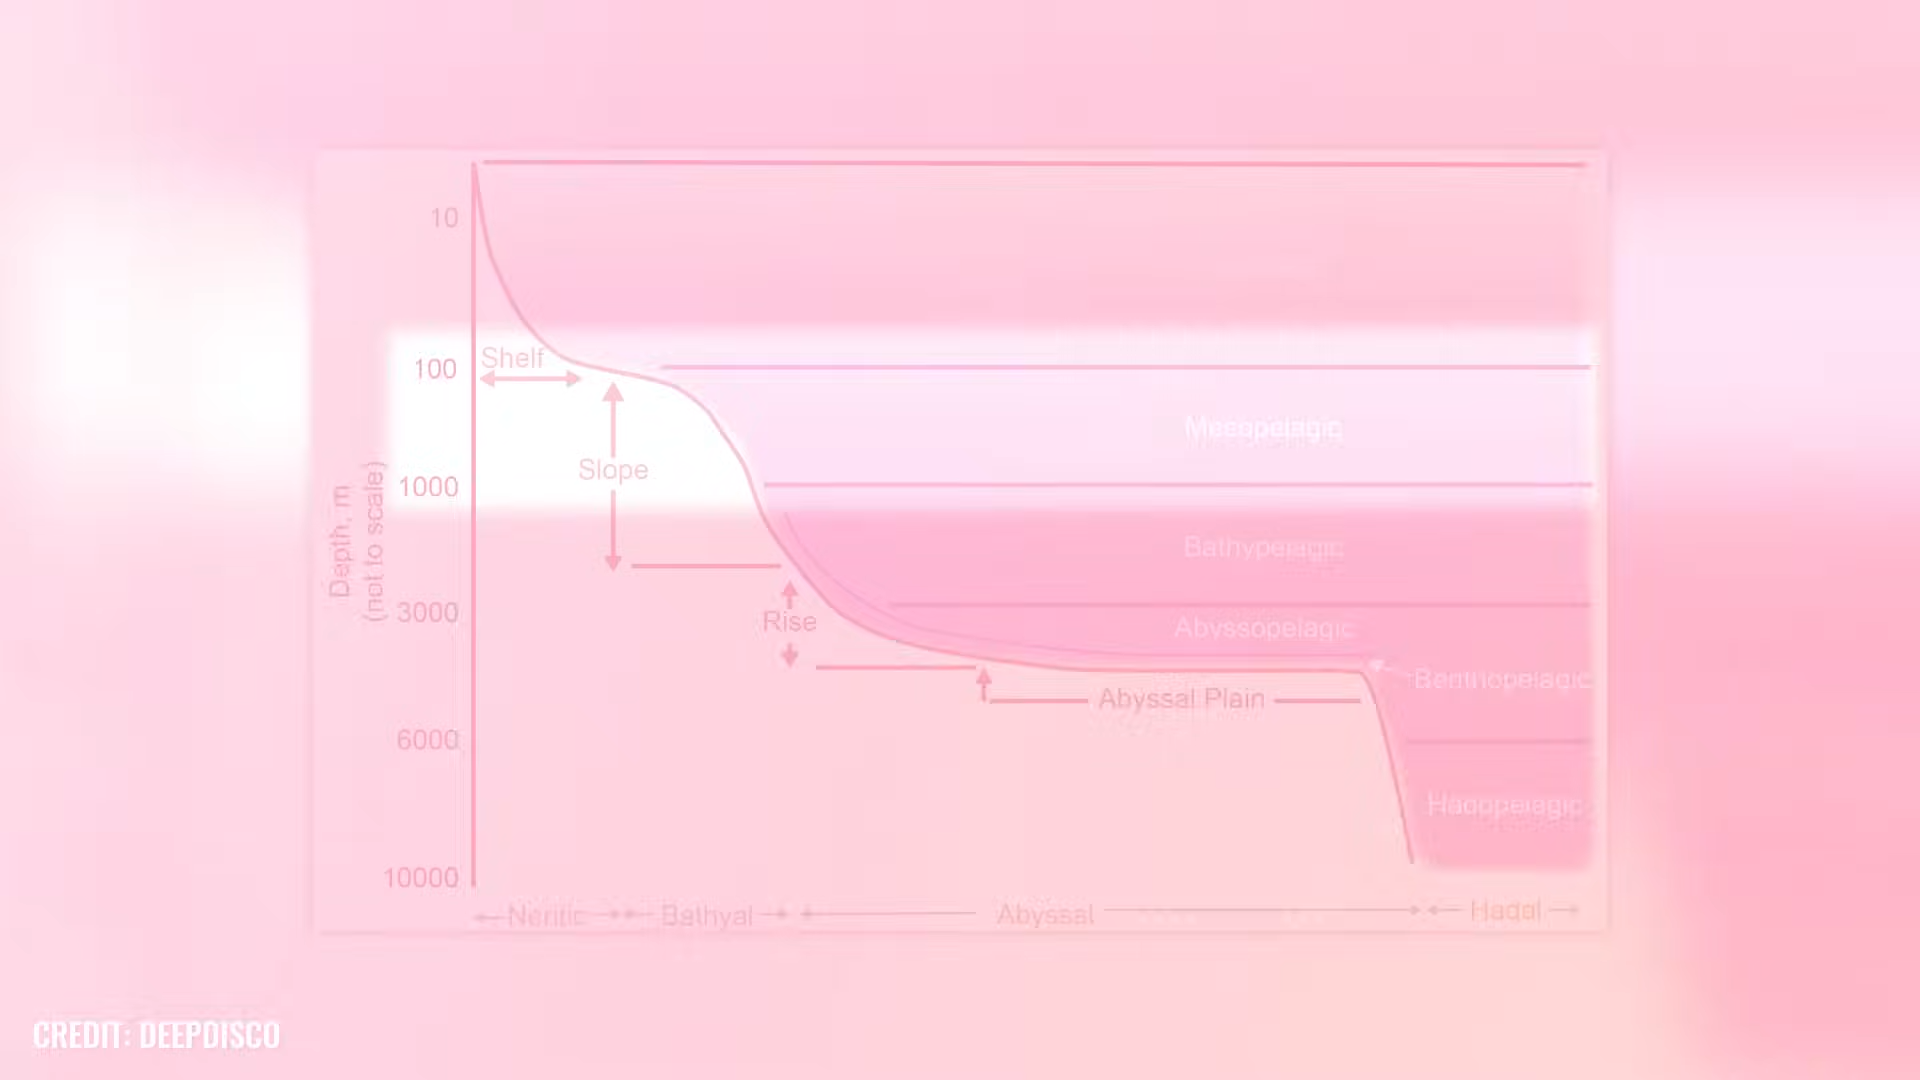 10
100
Shelf
Mesopelagic
Slope
1000
Depth, m
(not to scale)
Bathypelagic
3000
Rise
Abyssopelagic
Benthopelagic
Abyssal Plain
6000
Hadopelagic
10000
Neritic
Bathyal
Abyssal
Hadal
CREDIT: DEEPDISCO